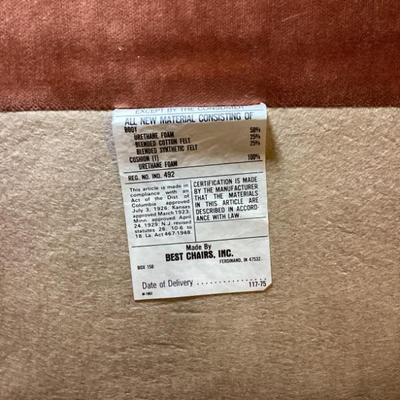 EXCEPT BY THE CONSUMER
ALL NEW MATERIAL CONSISTING OF
BODY
URETHANE FOAM 50%
BLENDED COTTON FELT 25%
BLENDED SYNTHETIC FELT 25%
CUSHION (1)
URETHANE FOAM 100%
REG. NO. IND. 492
This article is made in
compliance with an
Act of the Dist of
Columbia approved
July 3, 1926; Kansas
approved March 1923;
Minn. approved April
24, 1929; N.J. revised
statutes 26: 10-6 to
18 La. Act 467-1948.
CERTIFICATION IS MADE
BY THE MANUFACTURER
THAT THE MATERIALS
IN THIS ARTICLE ARE
DESCRIBED IN ACCORD-
ANCE WITH LAW.
Made By
BEST CHAIRS, INC.
BOX 158 FERDINAND, IN 47532
Date of Delivery .................. 117-75